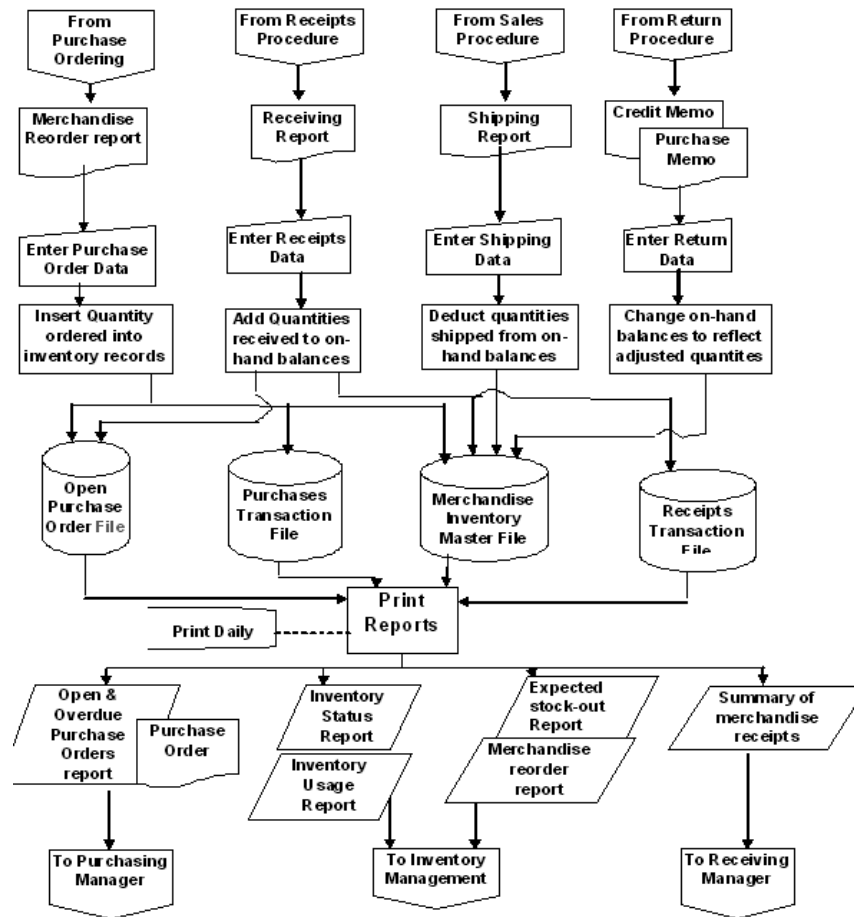 From
Purchase
Ordering
From Receipts
Procedure
From Sales
Procedure
From Return
Procedure
Merchandise
Reorder report
Receiving
Report
Shipping
Report
Credit Memo
Purchase
Memo
Enter Purchase
Order Data
Enter Receipts
Data
Enter Shipping
Data
Enter Return
Data
Insert Quantity
ordered into
inventory records
Add Quantities
received to on-
hand balances
Deduct quantities
shipped from on-
hand balances
Change on-hand
balances to reflect
adjusted quantites
Open
Purchase
Order File
Purchases
Transaction
File
Merchandise
Inventory
Master File
Receipts
Transaction
File
Print
Reports
Print Daily
Open &
Overdue
Purchase
Orders
report
Purchase
Order
Inventory
Status
Report
Inventory
Usage
Report
Expected
stock-out
Report
Merchandise
reorder
report
Summary of
merchandise
receipts
To Purchasing
Manager
To Inventory
Management
To Receiving
Manager